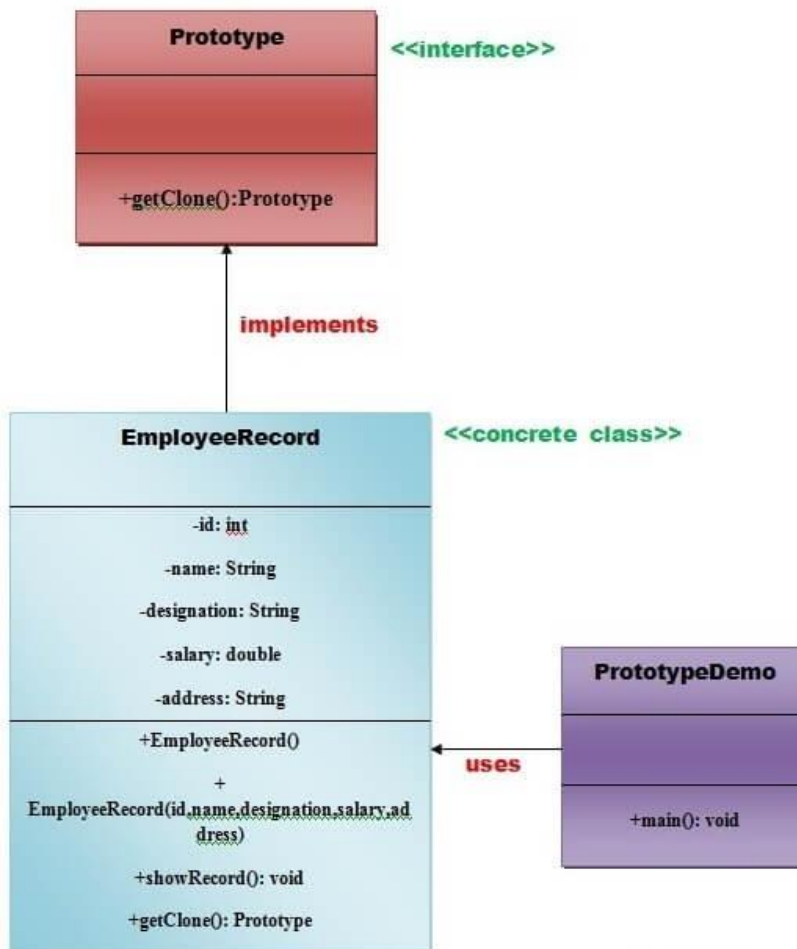 Prototype
<<interface>>
+getClone():Prototype
implements
EmployeeRecord
<<concrete class>>
-id: int
-name: String
-designation: String
-salary: double
-address: String
+EmployeeRecord()
+
EmployeeRecord(id,name,designation,salary,ad
dress)
+showRecord(): void
+getClone(): Prototype
uses
PrototypeDemo
+main(): void